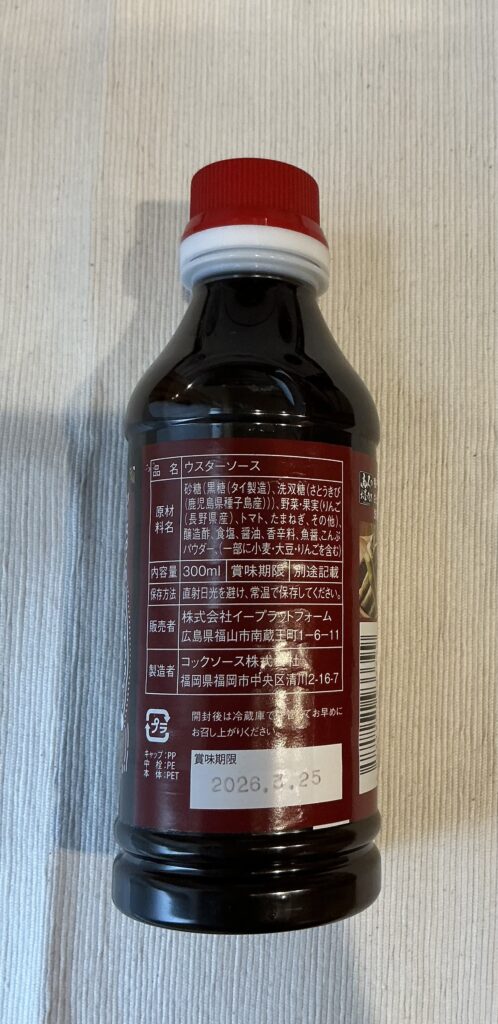 品名 ウスターソース
原材料名 砂糖(黒糖(タイ製造)、洗双糖(さとうきび
(鹿児島県種子島産)))、野菜・果実(りんご
(長野県産)、トマト、たまねぎ、その他)、
醸造酢、食塩、醤油、香辛料、魚醤、こんぶ
パウダー、(一部に小麦・大豆・りんごを含む)
内容量 300ml 賞味期限 別途記載
保存方法 直射日光を避け、常温で保存してください。
販売者 株式会社イープラットフォーム
広島県福山市南蔵王町1-6-11
製造者 コックソース株式会社
福岡県福岡市中央区清川2-16-7
開封後は冷蔵庫で てお早めに
お召し上がりください
プラ
キャップ:PP
中栓:PE
本体:PET
賞味期限
2026.3.25